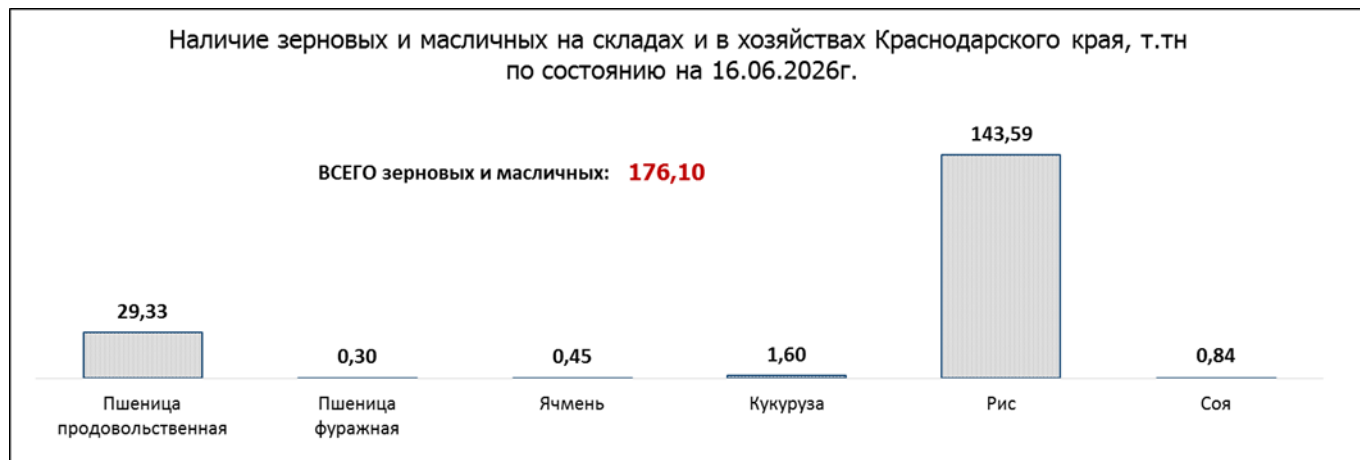 Наличие зерновых и масличных на складах и в хозяйствах Краснодарского края, т.тн
по состоянию на 16.06.2026г.
ВСЕГО зерновых и масличных: 176,10
29,33
0,30
0,45
1,60
143,59
0,84
Пшеница
продовольственная
Пшеница
фуражная
Ячмень
Кукуруза
Рис
Соя